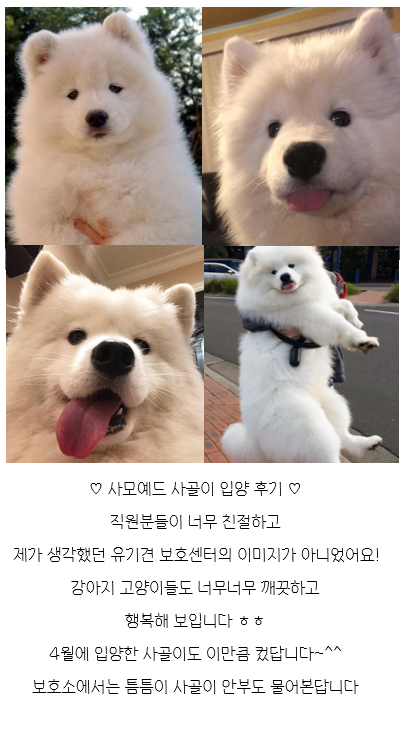 ♡ 사모예드 사골이 입양 후기 ♡
직원분들이 너무 친절하고
제가 생각했던 유기견 보호센터의 이미지가 아니었어요!
강아지 고양이들도 너무너무 깨끗하고
행복해 보입니다 ㅎㅎ
4월에 입양한 사골이도 이만큼 컸답니다~^^
보호소에서는 틈틈이 사골이 안부도 물어본답니다